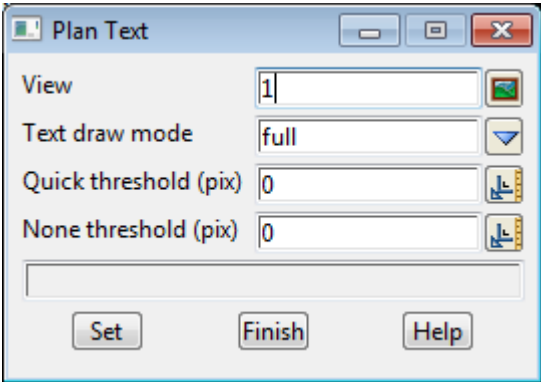 Plan Text
View 1
Text draw mode full
Quick threshold (pix) 0
None threshold (pix) 0
Set Finish Help